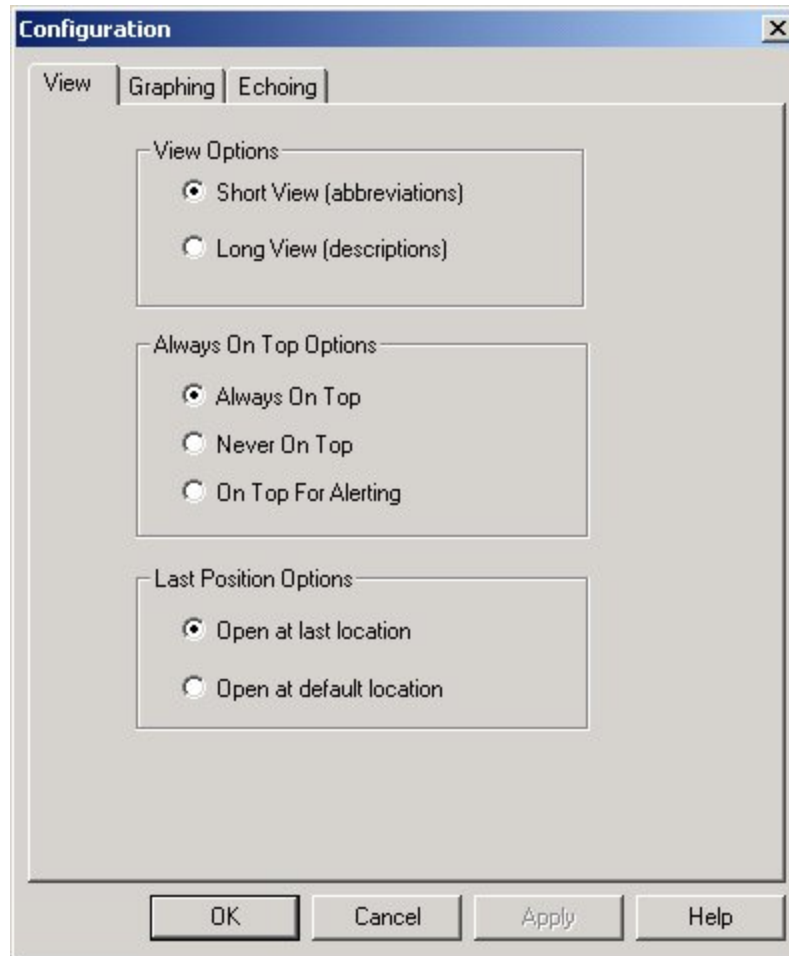 Configuration
View Graphing Echoing
View Options
Short View (abbreviations)
Long View (descriptions)
Always On Top Options
Always On Top
Never On Top
On Top For Alerting
Last Position Options
Open at last location
Open at default location
OK Cancel Apply Help